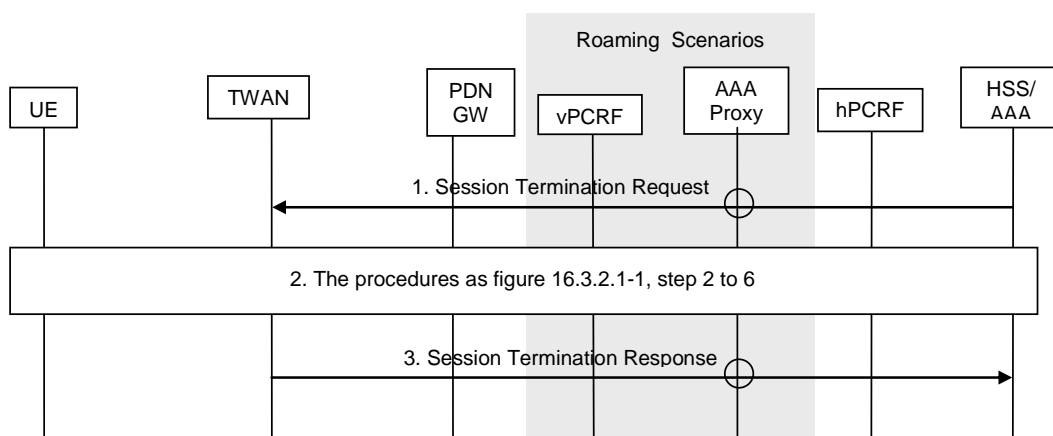 Roaming Scenarios
UE
TWAN
PDN
GW
vPCRF
AAA
Proxy
hPCRF
HSS/
AAA
1. Session Termination Request
2. The procedures as figure 16.3.2.1-1, step 2 to 6
3. Session Termination Response